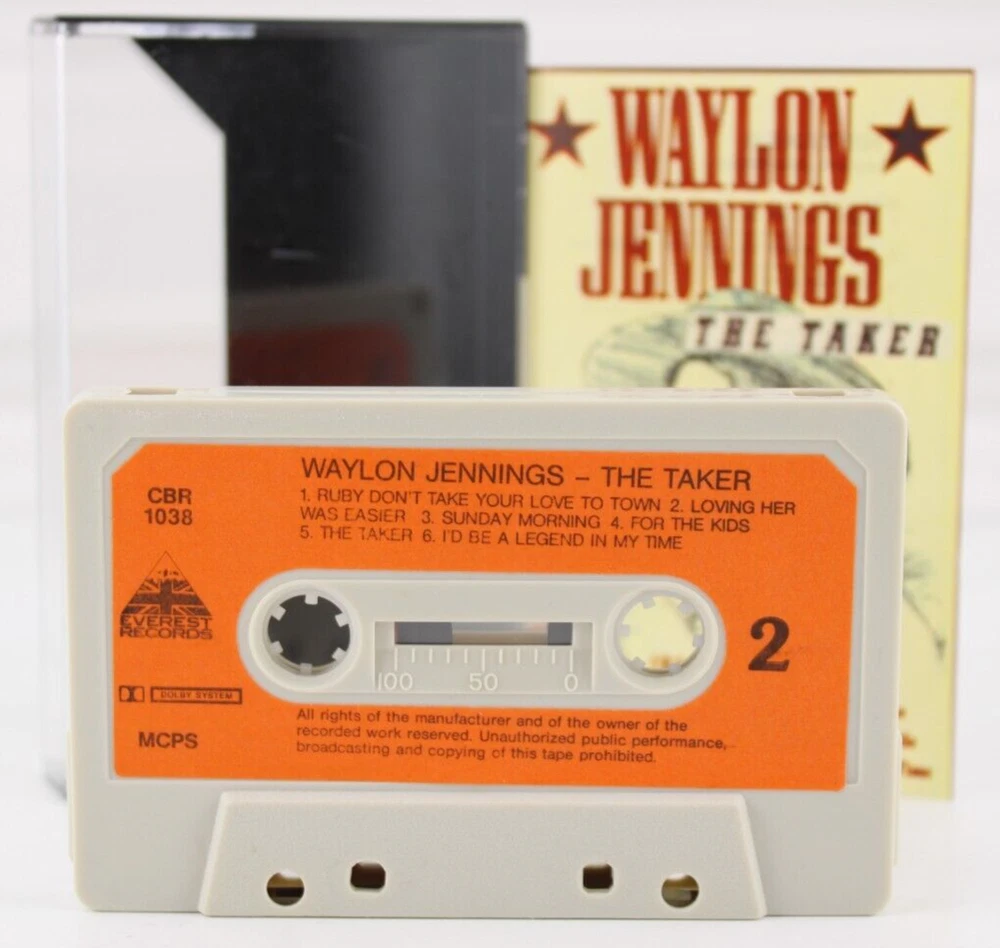 WAYLON
JENNINGS
THE TAKER
WAYLON JENNINGS – THE TAKER
1. RUBY DON'T TAKE YOUR LOVE TO TOWN 2. LOVING HER
WAS EASIER 3. SUNDAY MORNING 4. FOR THE KIDS
5. THE TAKER 6. I'D BE A LEGEND IN MY TIME
CBR
1038
EVEREST
RECORDS
DOLBY SYSTEM
MCPS
100 50 0
2
All rights of the manufacturer and of the owner of the
recorded work reserved. Unauthorized public performance,
broadcasting and copying of this tape prohibited.